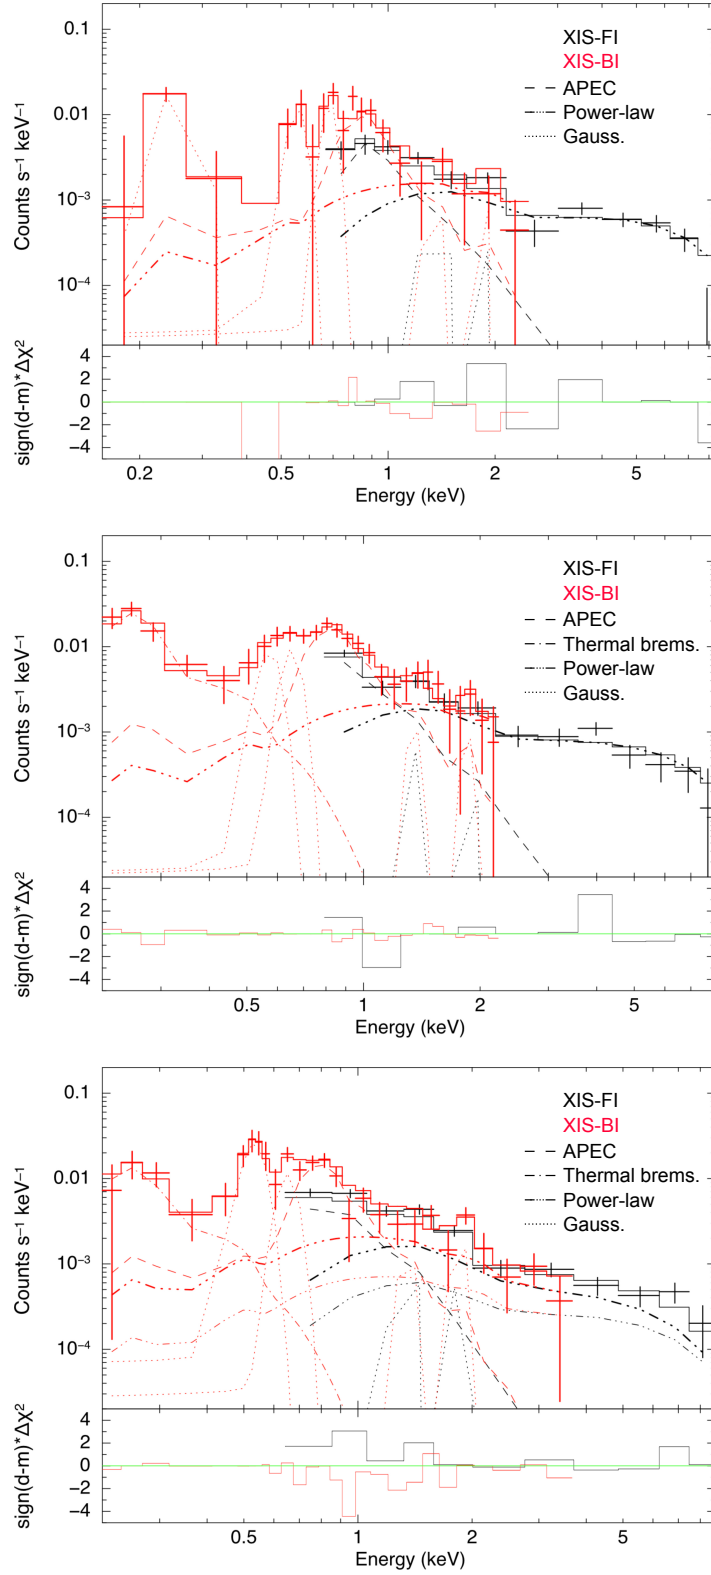 0.1
XIS-FI
XIS-BI
APEC
Power-law
Gauss.
0.01
10⁻³
10⁻⁴
Counts s⁻¹ keV⁻¹
4
2
0
−2
−4
sign(d-m)*Δχ²
0.2 0.5 1 2 5
Energy (keV)
0.1
XIS-FI
XIS-BI
APEC
Thermal brems.
Power-law
Gauss.
0.01
10⁻³
10⁻⁴
Counts s⁻¹ keV⁻¹
4
2
0
−2
−4
sign(d-m)*Δχ²
0.5 1 2 5
Energy (keV)
0.1
XIS-FI
XIS-BI
APEC
Thermal brems.
Power-law
Gauss.
0.01
10⁻³
10⁻⁴
Counts s⁻¹ keV⁻¹
4
2
0
−2
−4
sign(d-m)*Δχ²
0.5 1 2 5
Energy (keV)